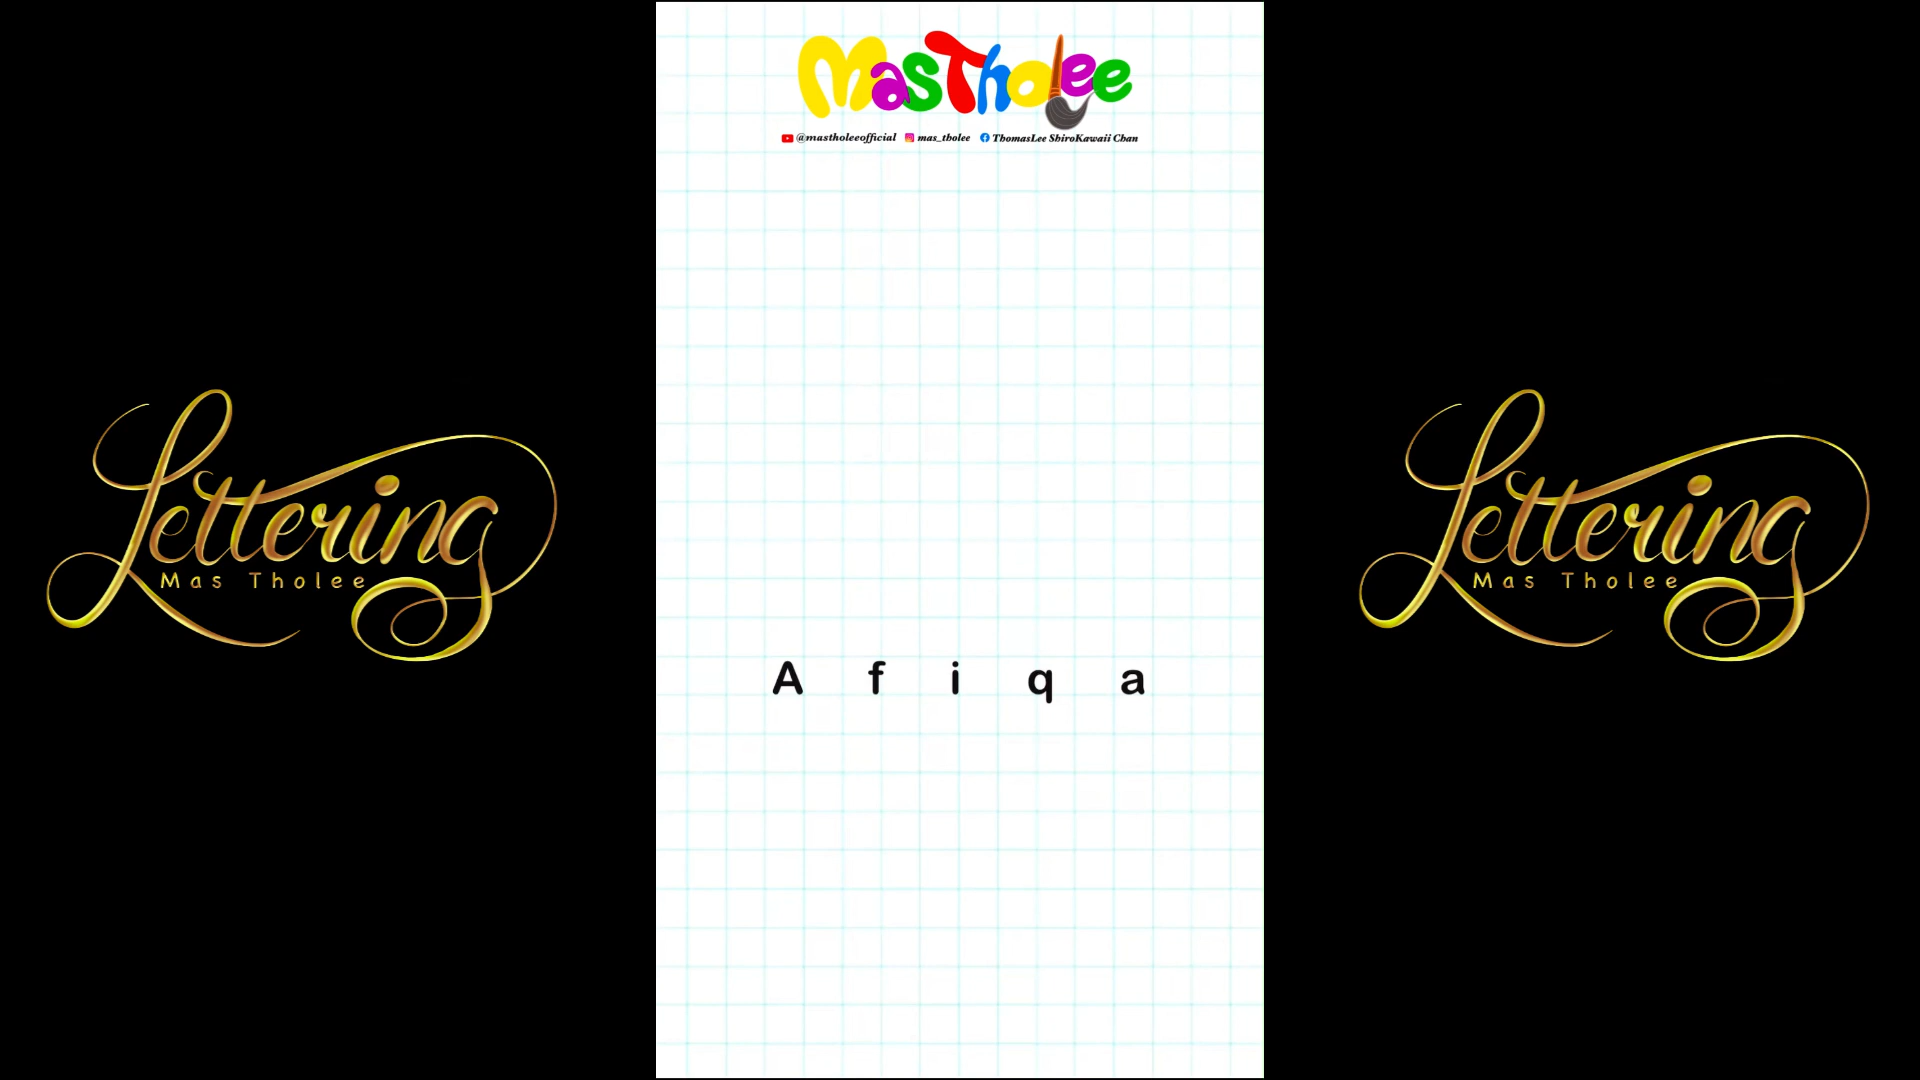 MasTholee
@mastholeeofficial mas_tholee ThomasLee ShiroKawaii Chan
Lettering
Mas Tholee
A f i q a
Lettering
Mas Tholee